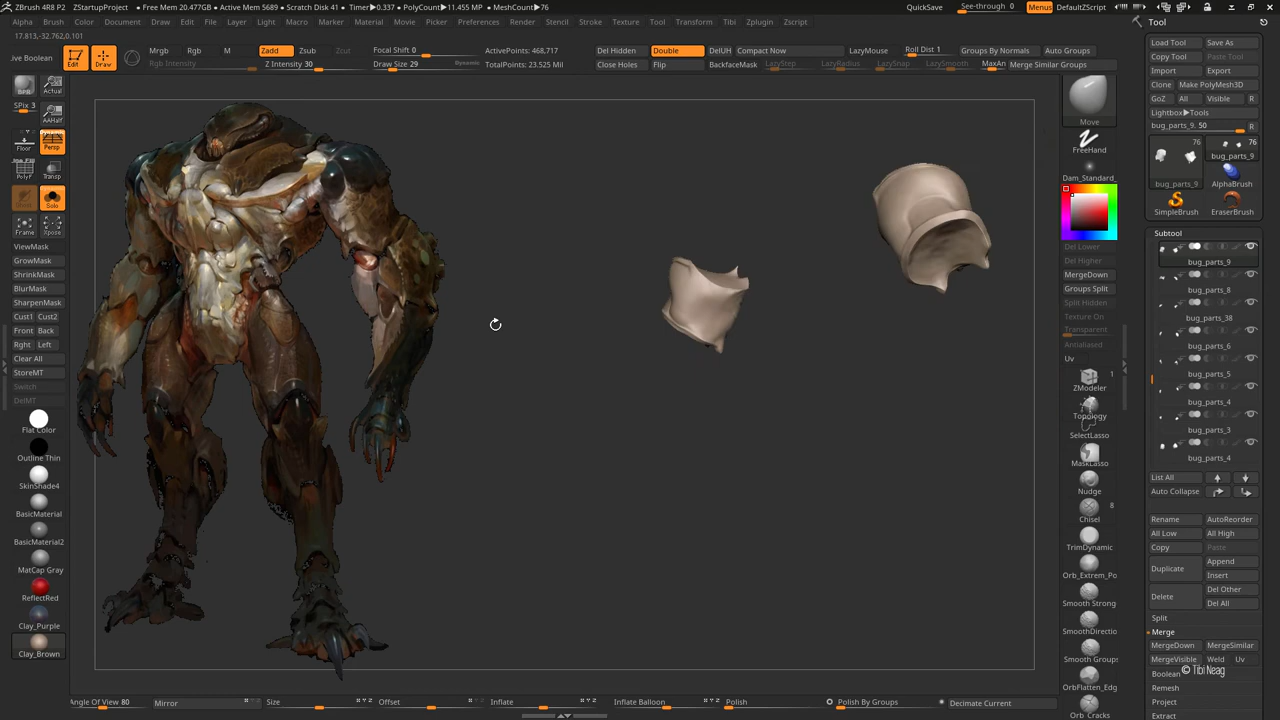 ZBrush 4R8 P2 ZStartupProject • Free Mem 20.477GB • Active Mem 5689 • Scratch Disk 41 • Timer▶0.337 • PolyCount▶11.455 MP • MeshCount▶76 QuickSave See-through 0 Menus DefaultZScript
Alpha Brush Color Document Draw Edit File Layer Light Macro Marker Material Movie Picker Preferences Render Stencil Stroke Texture Tool Transform Tibi Zplugin Zscript
17.813,-32.762,0.101
ive Boolean Edit Draw
Mrgb Rgb M Zadd Zsub Zcut Focal Shift 0 ActivePoints: 468,717 Del Hidden Double DelUH Compact Now LazyMouse Roll Dist 1 Groups By Normals Auto Groups
Rgb Intensity Z Intensity 30 Draw Size 29 Dynamic TotalPoints: 23.525 Mil Close Holes Flip BackfaceMask LazyStep LazyRadius LazySnap LazySmooth MaxAn Merge Similar Groups
BPR Actual
SPix 3
AAHalf
Floor Persp
PolyF Transp
Solo
Frame Xpose
ViewMask
GrowMask
ShrinkMask
BlurMask
SharpenMask
Cust1 Cust2
Front Back
Rght Left
Clear All
StoreMT
Switch
DelMT
Flat Color
Outline Thin
SkinShade4
BasicMaterial
BasicMaterial2
MatCap Gray
ReflectRed
Clay_Purple
Clay_Brown
Move
FreeHand
Dam_Standard_
Del Lower
Del Higher
MergeDown
Groups Split
Split Hidden
Texture On
Transparent
Antialiased
Uv
1
ZModeler
Topology
SelectLasso
MaskLasso
Nudge
Chisel
TrimDynamic
Orb_Extrem_Po
Smooth Strong
SmoothDirectio
Smooth Groups
OrbFlatten_Edg
Orb_Cracks
Tool
Load Tool Save As
Copy Tool Paste Tool
Import Export
Clone Make PolyMesh3D
GoZ All Visible R
Lightbox▶Tools
bug_parts_9. 50 R
76 76
bug_parts_9
bug_parts_9 AlphaBrush
SimpleBrush EraserBrush
Subtool
bug_parts_9
bug_parts_8
bug_parts_38
bug_parts_6
bug_parts_5
bug_parts_4
bug_parts_3
bug_parts_4
List All
Auto Collapse
Rename AutoReorder
All Low All High
Copy Paste
Duplicate Append
Insert
Delete Del Other
Del All
Split
Merge
MergeDown MergeSimilar
MergeVisible Weld Uv
© Tibi Neag
Boolean
Remesh
Project
Extract
Angle Of View 80 Mirror Size Offset Inflate Inflate Balloon Polish Polish By Groups Decimate Current